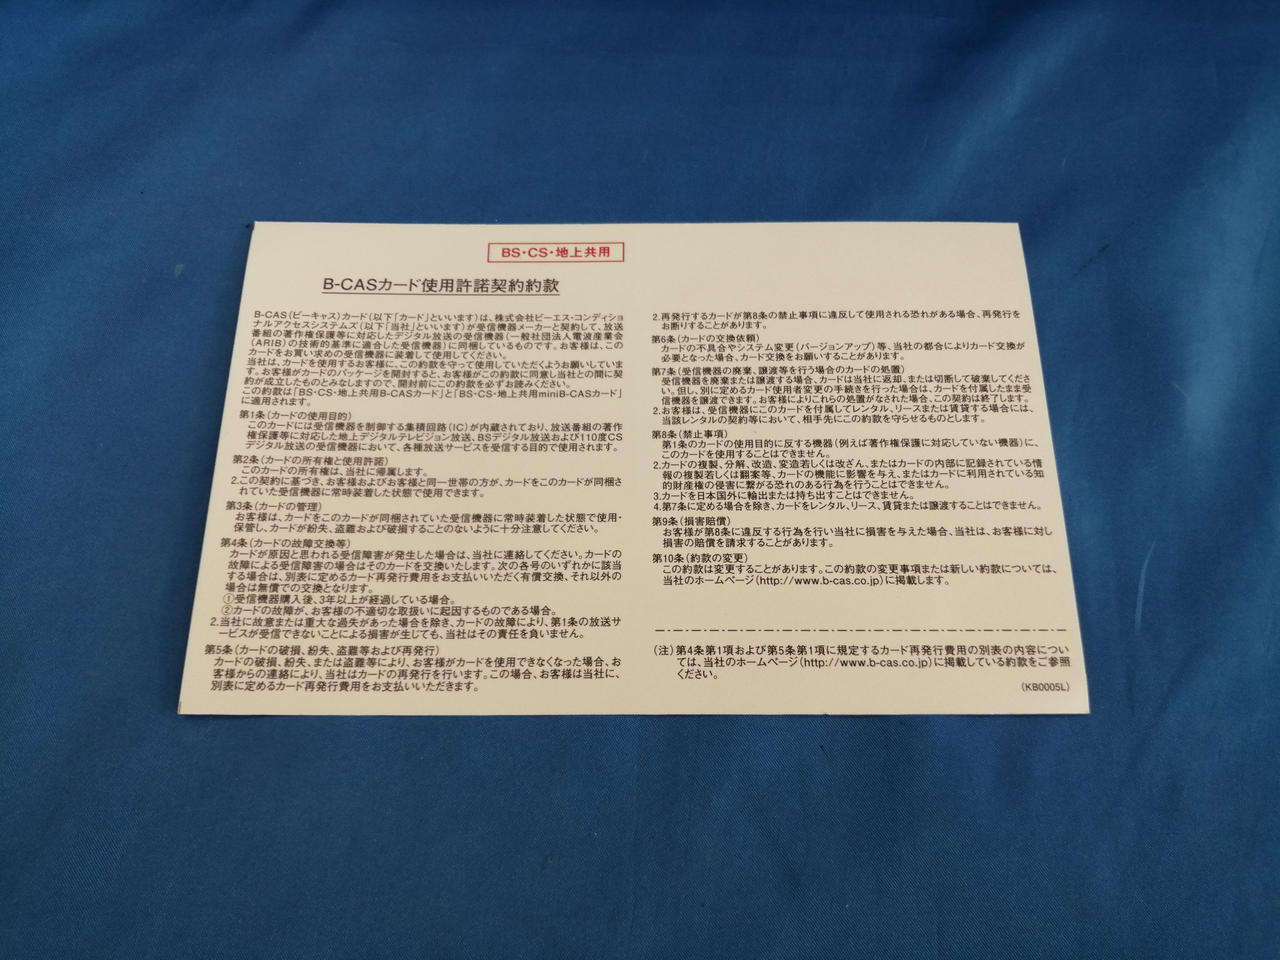 BS・CS・地上共用
B-CASカード使用許諾契約約款
B-CAS(ビーキャス)カード(以下「カード」といいます)は、株式会社ビーエス・コンディショ
ナルアクセスシステムズ(以下「当社」といいます)が受信機器メーカーと契約して、放送
番組の著作権保護等に対応したデジタル放送の受信機器(一般社団法人電波産業会
(ARIB)の技術的基準に適合した受信機器)に同梱しているものです。お客様は、この
カードをお買い求めの受信機器に装着して使用してください。
当社は、カードを使用するお客様に、この約款を守って使用していただくようお願いしていま
す。お客様がカードのパッケージを開封すると、お客様がこの約款に同意し当社との間に契
約が成立したものとみなしますので、開封前にこの約款を必ずお読みください。
この約款は「BS・CS・地上共用B-CASカード」と「BS・CS・地上共用miniB-CASカード」
に適用されます。
第1条(カードの使用目的)
このカードには受信機器を制御する集積回路(IC)が内蔵されており、放送番組の著作
権保護等に対応した地上デジタルテレビジョン放送、BSデジタル放送および110度CS
デジタル放送の受信機器において、各種放送サービスを受信する目的で使用されます。
第2条(カードの所有権と使用許諾)
このカードの所有権は、当社に帰属します。
2.この契約に基づき、お客様およびお客様と同一世帯の方が、カードをこのカードが同梱さ
れていた受信機器に常時装着した状態で使用できます。
第3条(カードの管理)
お客様は、カードをこのカードが同梱されていた受信機器に常時装着した状態で使用・
保管し、カードが紛失、盗難および破損することのないように十分注意してください。
第4条(カードの故障交換等)
カードが原因と思われる受信障害が発生した場合は、当社に連絡してください。カードの
故障による受信障害の場合はそのカードを交換いたします。次の各号のいずれかに該当
する場合は、別表に定めるカード再発行費用をお支払いいただく有償交換、それ以外の
場合は無償での交換となります。
①受信機器購入後、3年以上が経過している場合。
②カードの故障が、お客様の不適切な取扱いに起因するものである場合。
2.当社に故意または重大な過失があった場合を除き、カードの故障により、第1条の放送サ
ービスが受信できないことによる損害が生じても、当社はその責任を負いません。
第5条(カードの破損、紛失、盗難等および再発行)
カードの破損、紛失、または盗難等により、お客様がカードを使用できなくなった場合、お
客様からの連絡により、当社はカードの再発行を行います。この場合、お客様は当社に、
別表に定めるカード再発行費用をお支払いいただきます。
2.再発行するカードが第8条の禁止事項に違反して使用される恐れがある場合、再発行を
お断りすることがあります。
第6条(カードの交換依頼)
カードの不具合やシステム変更(バージョンアップ)等、当社の都合によりカード交換が
必要となった場合、カード交換をお願いすることがあります。
第7条(受信機器の廃棄、譲渡等を行う場合のカードの処置)
受信機器を廃棄または譲渡する場合、カードは当社に返却、または切断して破棄してくだ
さい。但し、別に定めるカード使用者変更の手続きを行った場合は、カードを付属したまま受
信機器を譲渡できます。お客様によりこれらの処置がなされた場合、この契約は終了します。
2.お客様は、受信機器にこのカードを付属してレンタル、リースまたは賃貸する場合には、
当該レンタルの契約等において、相手先にこの約款を守らせるものとします。
第8条(禁止事項)
第1条のカードの使用目的に反する機器(例えば著作権保護に対応していない機器)に、
このカードを使用することはできません。
2.カードの複製、分解、改造、変造若しくは改ざん、またはカードの内部に記録されている情
報の複製若しくは翻案等、カードの機能に影響を与え、またはカードに利用されている知
的財産権の侵害に繋がる恐れのある行為を行うことはできません。
3.カードを日本国外に輸出または持ち出すことはできません。
4.第7条に定める場合を除き、カードをレンタル、リース、賃貸または譲渡することはできません。
第9条(損害賠償)
お客様が第8条に違反する行為を行い当社に損害を与えた場合、当社は、お客様に対し
損害の賠償を請求することがあります。
第10条(約款の変更)
この約款は変更することがあります。この約款の変更事項または新しい約款については、
当社のホームページ(http://www.b-cas.co.jp)に掲載します。
(注)第4条第1項および第5条第1項に規定するカード再発行費用の別表の内容につい
ては、当社のホームページ(http://www.b-cas.co.jp)に掲載している約款をご参照
ください。
(KB0005L)